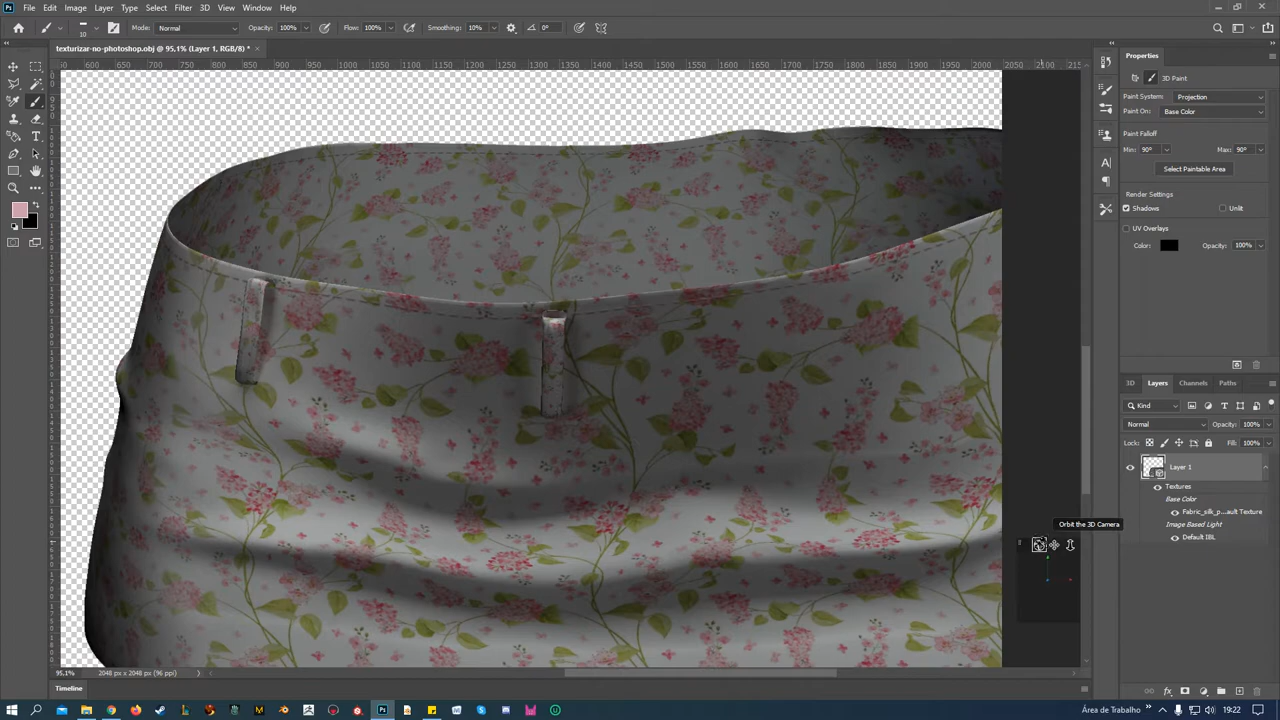 Ps File Edit Image Layer Type Select Filter 3D View Window Help
10 Mode: Normal Opacity: 100% Flow: 100% Smoothing: 10% 0°
texturizar-no-photoshop.obj @ 95,1% (Layer 1, RGB/8) * ×
600 650 700 750 800 850 900 950 1000 1050 1100 1150 1200 1250 1300 1350 1400 1450 1500 1550 1600 1650 1700 1750 1800 1850 1900 1950 2000 2050 2100 215
Properties
3D Paint
Paint System: Projection
Paint On: Base Color
Paint Falloff
Min: 90° Max: 90°
Select Paintable Area
Render Settings
Shadows Unlit
UV Overlays
Color: Opacity: 100%
3D Layers Channels Paths
Kind
Normal Opacity: 100%
Lock: Fill: 100%
Layer 1
Textures
Base Color
Fabric_silk_p...ault Texture
Image Based Light
Default IBL
Orbit the 3D Camera
95,1% 2048 px x 2048 px (96 ppi)
Timeline
Área de Trabalho 19:22